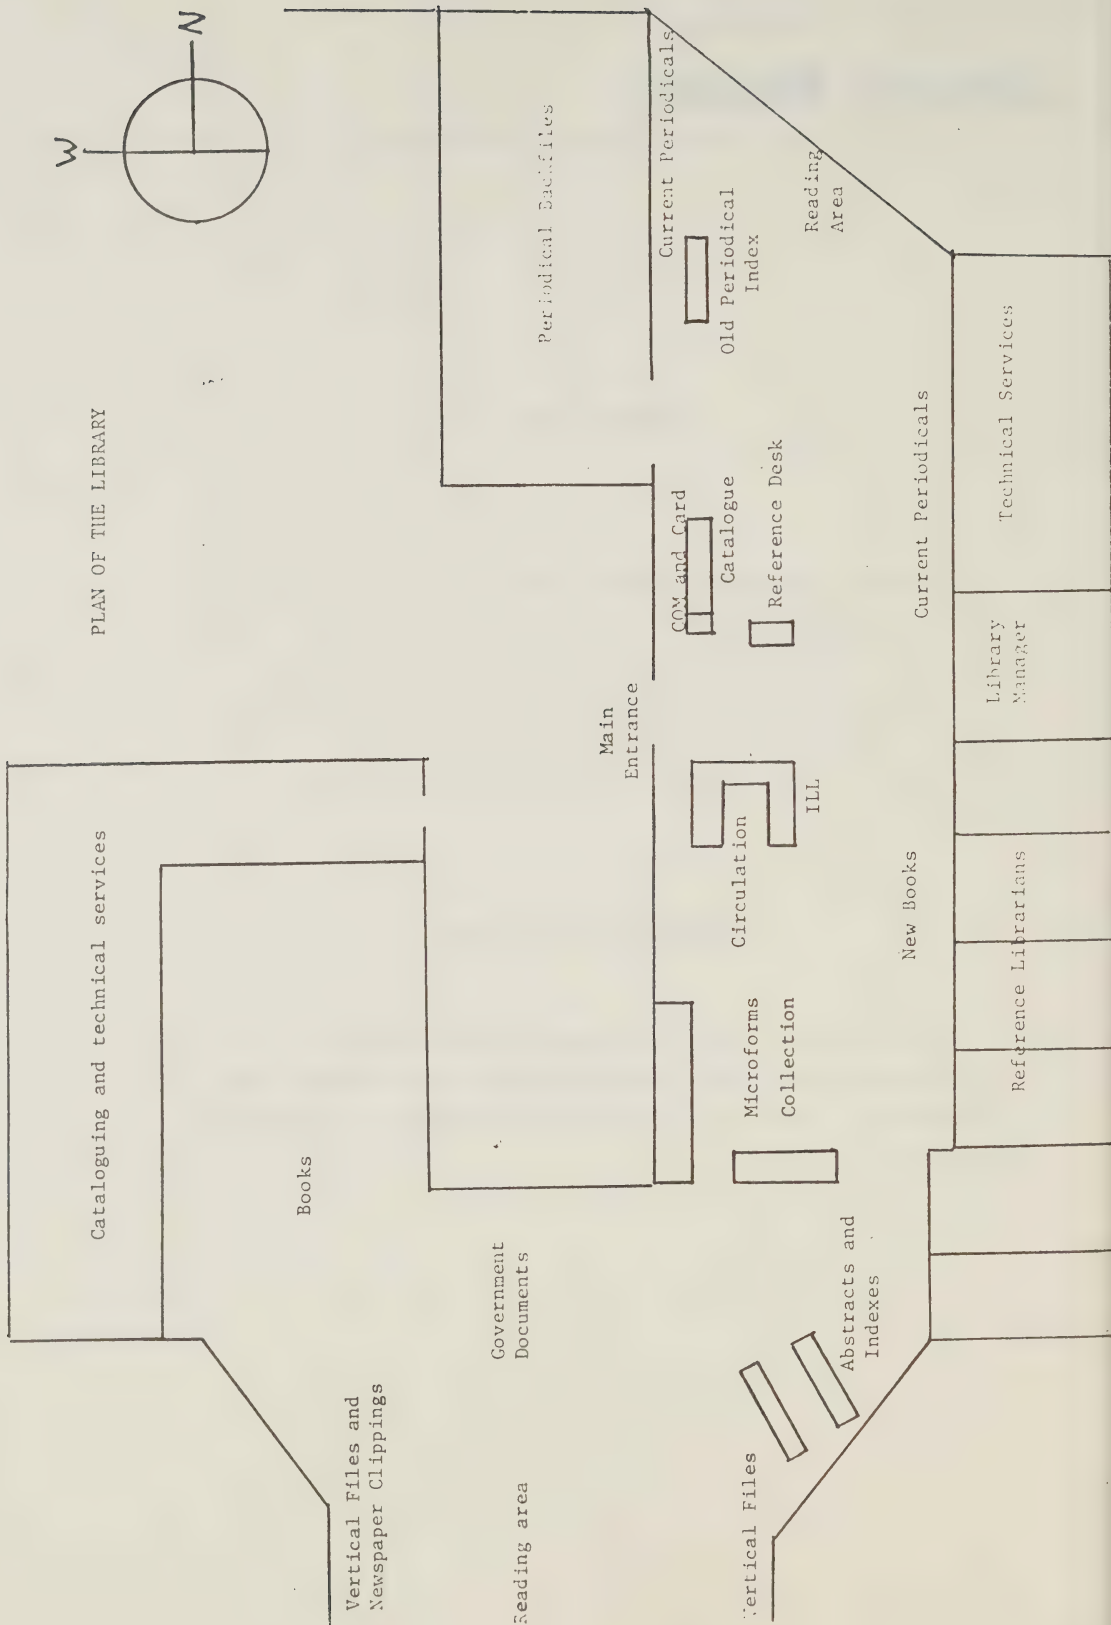 PLAN OF THE LIBRARY
W
N
Cataloguing and technical services
Books
Vertical Files and
Newspaper Clippings
Government
Documents
Reading area
Vertical Files
Abstracts and
Indexes
Microforms
Collection
Circulation
ILL
New Books
Main
Entrance
COM and Card
Catalogue
Reference Desk
Periodical Backfiles
Current Periodicals
Old Periodical
Index
Reading
Area
Current Periodicals
Technical Services
Library
Manager
Reference Librarians